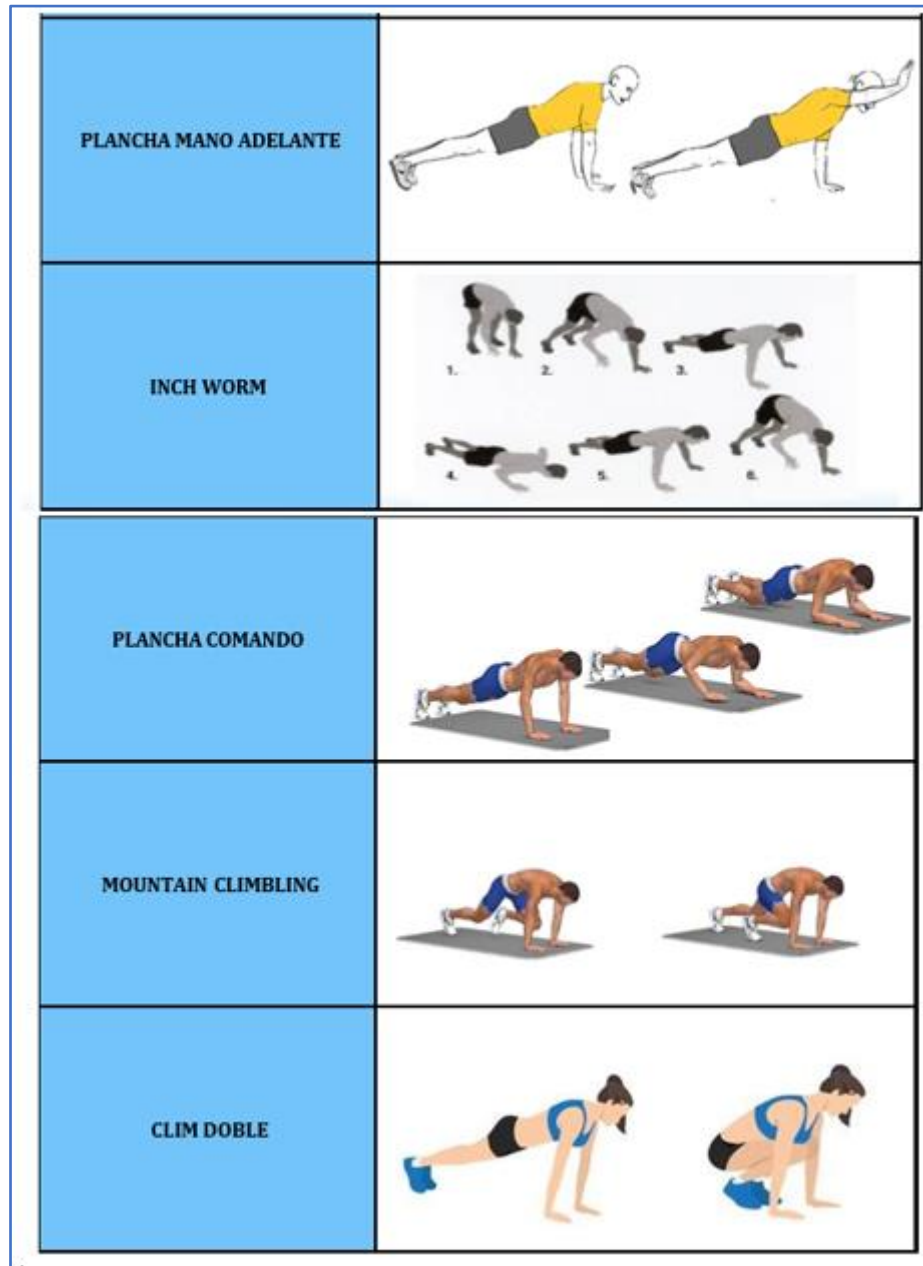 PLANCHA MANO ADELANTE
INCH WORM
1.
2.
3.
4.
5.
6.
PLANCHA COMANDO
MOUNTAIN CLIMBLING
CLIM DOBLE